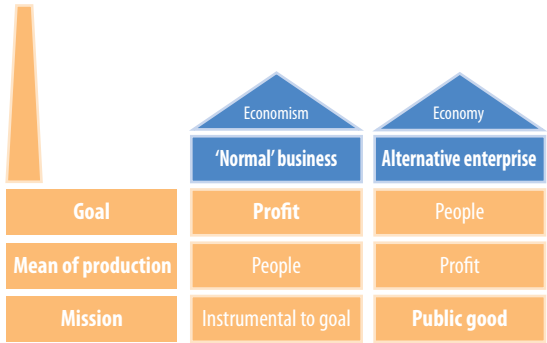 Economism Economy
'Normal' business Alternative enterprise
Goal Profit People
Mean of production People Profit
Mission Instrumental to goal Public good